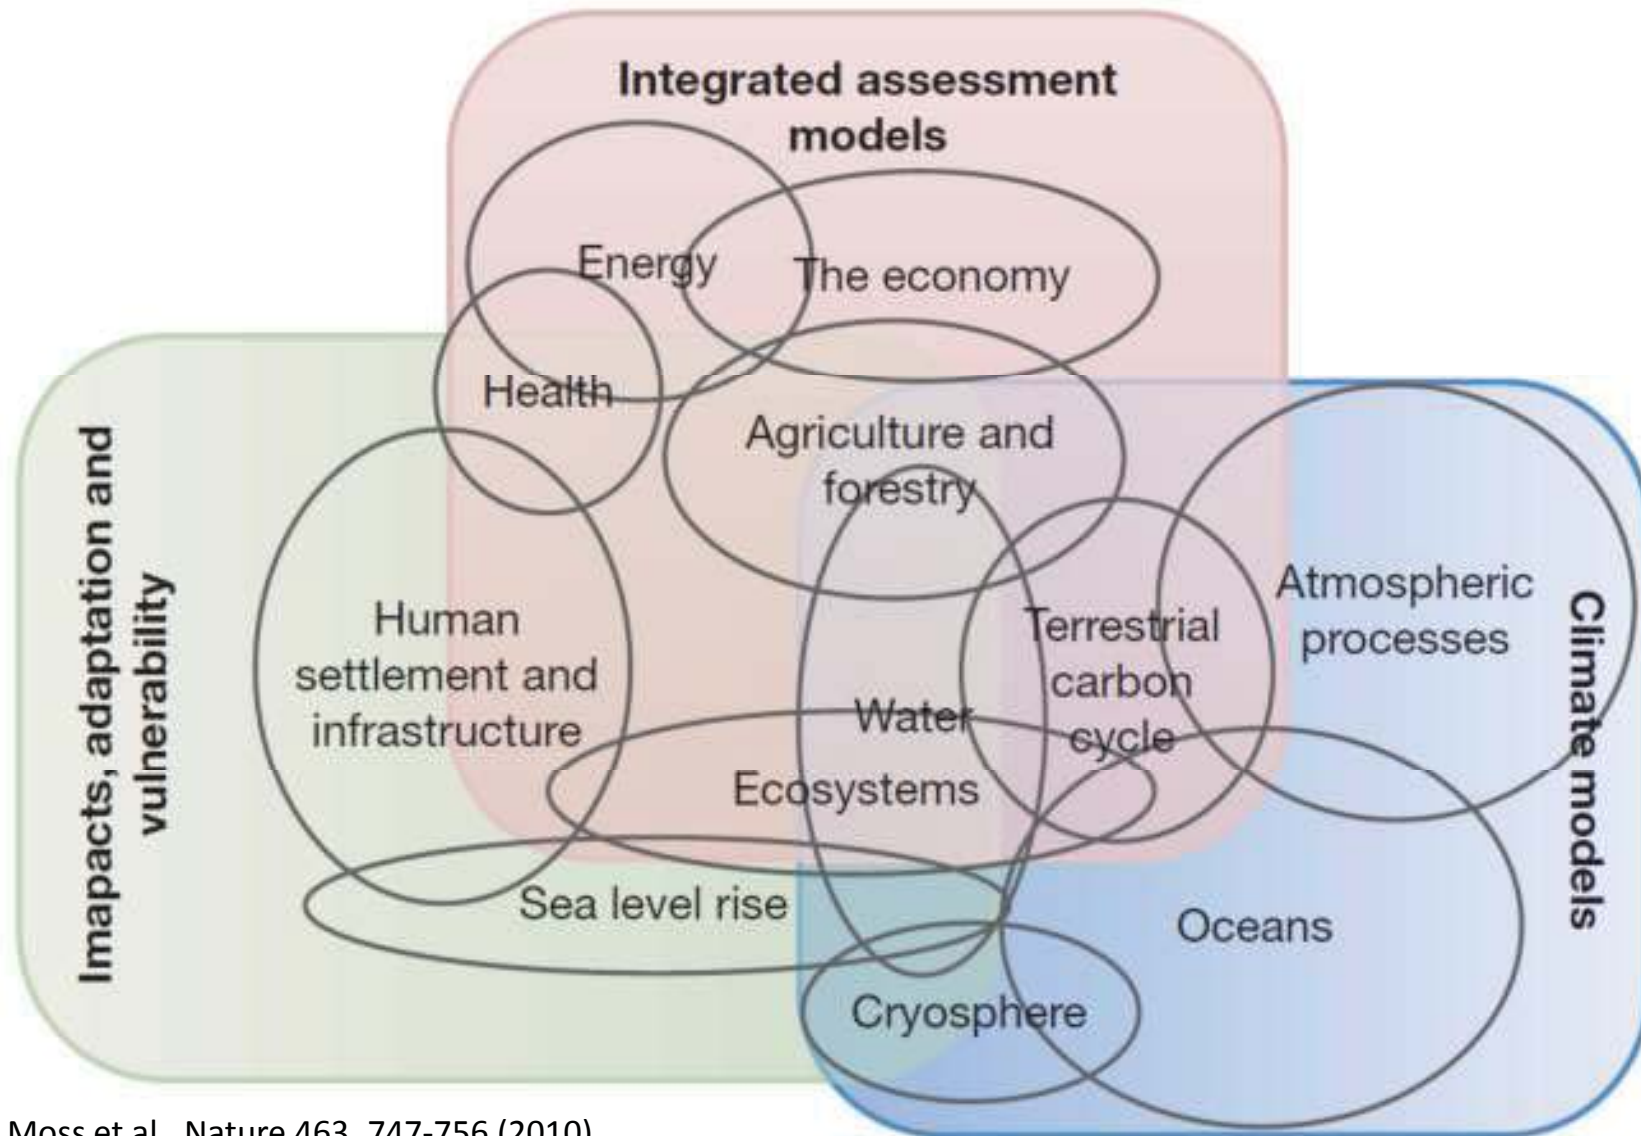 Integrated assessment
models
Energy
The economy
Health
Agriculture and
forestry
Imapacts, adaptation and
vulnerability
Human
settlement and
infrastructure
Water
Terrestrial
carbon
cycle
Atmospheric
processes
Climate models
Ecosystems
Sea level rise
Oceans
Cryosphere
Moss et al., Nature 463, 747-756 (2010)